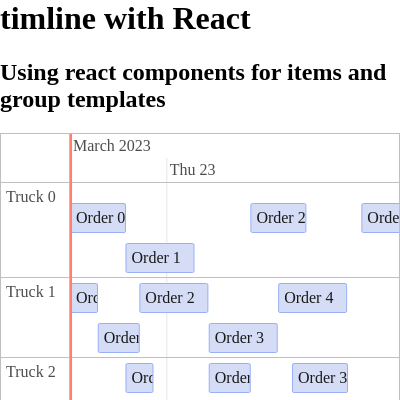 timline with React
Using react components for items and
group templates
March 2023
Thu 23
Truck 0
Order 0
Order 2
Orde
Order 1
Truck 1
Orc
Order 2
Order 4
Order
Order 3
Truck 2
Orc
Order
Order 3